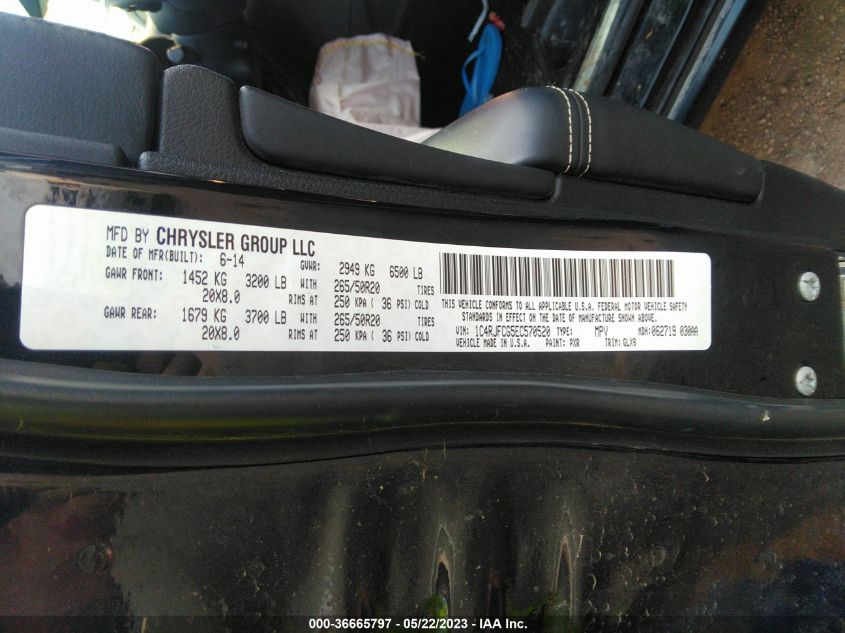 MFD BY CHRYSLER GROUP LLC
DATE OF MFR(BUILT): 6-14 GVWR: 2949 KG 6500 LB
GAWR FRONT: 1452 KG 3200 LB WITH 265/50R20 TIRES
20X8.0 RIMS AT 250 KPA ( 36 PSI) COLD
GAWR REAR: 1679 KG 3700 LB WITH 265/50R20 TIRES
20X8.0 RIMS AT 250 KPA ( 36 PSI) COLD
THIS VEHICLE CONFORMS TO ALL APPLICABLE U.S.A. FEDERAL MOTOR VEHICLE SAFETY
STANDARDS IN EFFECT ON THE DATE OF MANUFACTURE SHOWN ABOVE.
VIN: 1C4RJFCG5EC570520 TYPE: MPV MDH: 062719 030AA
VEHICLE MADE IN U.S.A. PAINT: PXR TRIM: GLX9
000-36665797 - 05/22/2023 - IAA Inc.